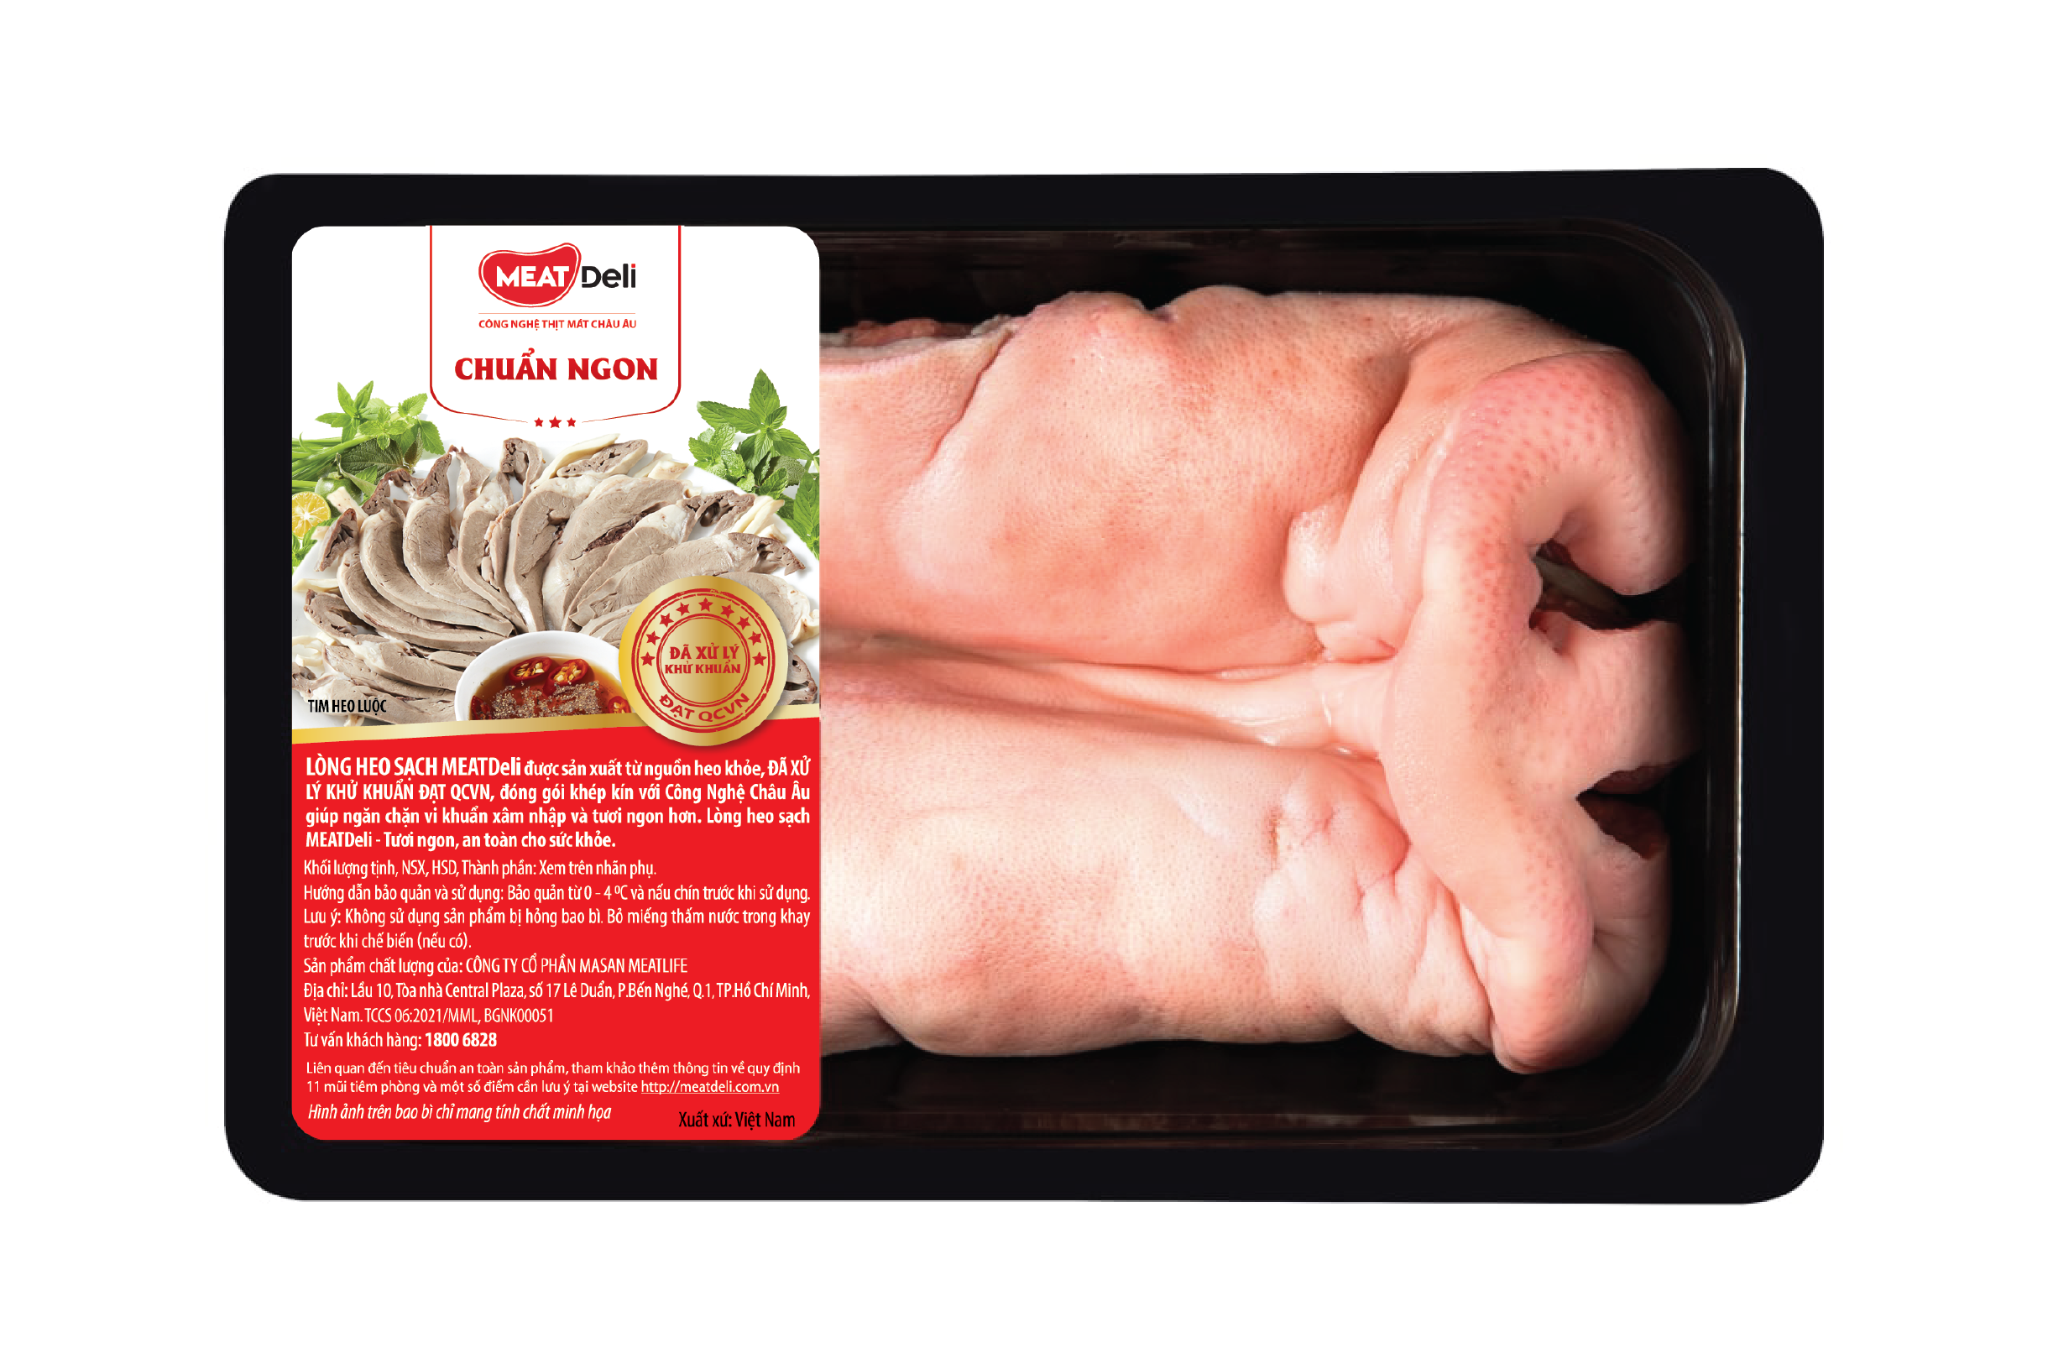 MEAT Deli
CÔNG NGHỆ THỊT MÁT CHÂU ÂU
CHUẨN NGON
ĐÃ XỬ LÝ
KHỬ KHUẨN
ĐẠT QCVN
TIM HEO LUỘC
LÒNG HEO SẠCH MEATDeli được sản xuất từ nguồn heo khỏe, ĐÃ XỬ
LÝ KHỬ KHUẨN ĐẠT QCVN, đóng gói khép kín với Công Nghệ Châu Âu
giúp ngăn chặn vi khuẩn xâm nhập và tươi ngon hơn. Lòng heo sạch
MEATDeli - Tươi ngon, an toàn cho sức khỏe.
Khối lượng tịnh, NSX, HSD, Thành phần: Xem trên nhãn phụ.
Hướng dẫn bảo quản và sử dụng: Bảo quản từ 0 - 4 ºC và nấu chín trước khi sử dụng.
Lưu ý: Không sử dụng sản phẩm bị hỏng bao bì. Bỏ miếng thấm nước trong khay
trước khi chế biến (nếu có).
Sản phẩm chất lượng của: CÔNG TY CỔ PHẦN MASAN MEATLIFE
Địa chỉ: Lầu 10, Tòa nhà Central Plaza, số 17 Lê Duẩn, P.Bến Nghé, Q.1, TP.Hồ Chí Minh,
Việt Nam. TCCS 06:2021/MML, BGNK00051
Tư vấn khách hàng: 1800 6828
Liên quan đến tiêu chuẩn an toàn sản phẩm, tham khảo thêm thông tin về quy định
11 mũi tiêm phòng và một số điểm cần lưu ý tại website http://meatdeli.com.vn
Hình ảnh trên bao bì chỉ mang tính chất minh họa
Xuất xứ: Việt Nam